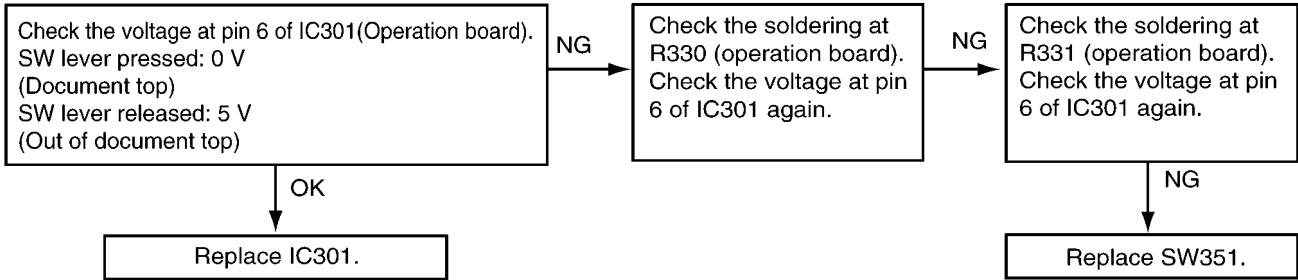 Check the voltage at pin 6 of IC301(Operation board).
SW lever pressed: 0 V
(Document top)
SW lever released: 5 V
(Out of document top)
NG
Check the soldering at
R330 (operation board).
Check the voltage at pin
6 of IC301 again.
NG
Check the soldering at
R331 (operation board).
Check the voltage at pin
6 of IC301 again.
OK
NG
Replace IC301.
Replace SW351.